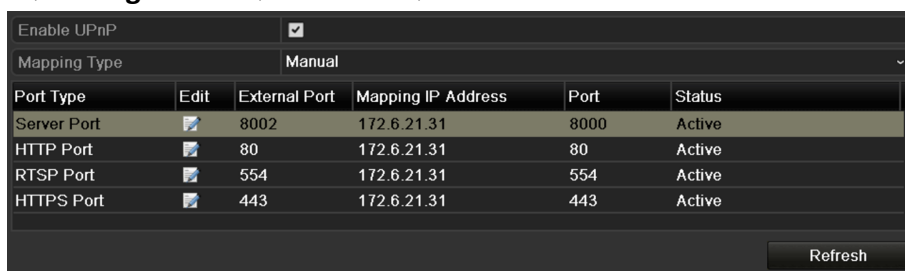 Enable UPnP
Mapping Type Manual
Port Type Edit External Port Mapping IP Address Port Status
Server Port 8002 172.6.21.31 8000 Active
HTTP Port 80 172.6.21.31 80 Active
RTSP Port 554 172.6.21.31 554 Active
HTTPS Port 443 172.6.21.31 443 Active
Refresh